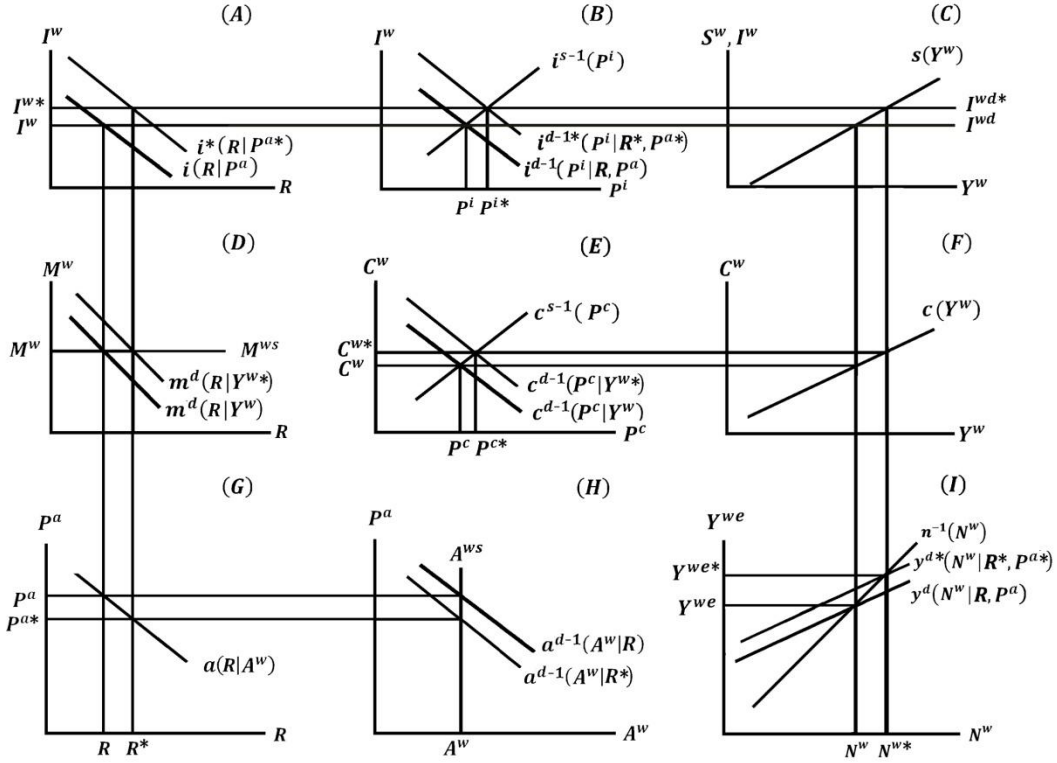 (A)
I^w
I^{w*}
I^w
i*(R|P^{a*})
i(R|P^a)
R
(B)
I^w
i^{s-1}(P^i)
i^{d-1*}(P^i|R*, P^{a*})
i^{d-1}(P^i|R, P^a)
P^i
P^i P^{i*}
(C)
S^w, I^w
s(Y^w)
I^{wd*}
I^{wd}
Y^w
(D)
M^w
M^w
M^{ws}
m^d(R|Y^{w*})
m^d(R|Y^w)
R
(E)
C^w
c^{s-1}(P^c)
C^{w*}
C^w
c^{d-1}(P^c|Y^{w*})
c^{d-1}(P^c|Y^w)
P^c P^{c*}
P^c
(F)
C^w
c(Y^w)
Y^w
(G)
P^a
P^a
P^{a*}
a(R|A^w)
R R* R
(H)
P^a
A^{ws}
a^{d-1}(A^w|R)
a^{d-1}(A^w|R*)
A^w A^w
(I)
Y^{we}
n^{-1}(N^w)
Y^{we*}
y^{d*}(N^w|R*, P^{a*})
y^d(N^w|R, P^a)
Y^{we}
N^w N^{w*} N^w